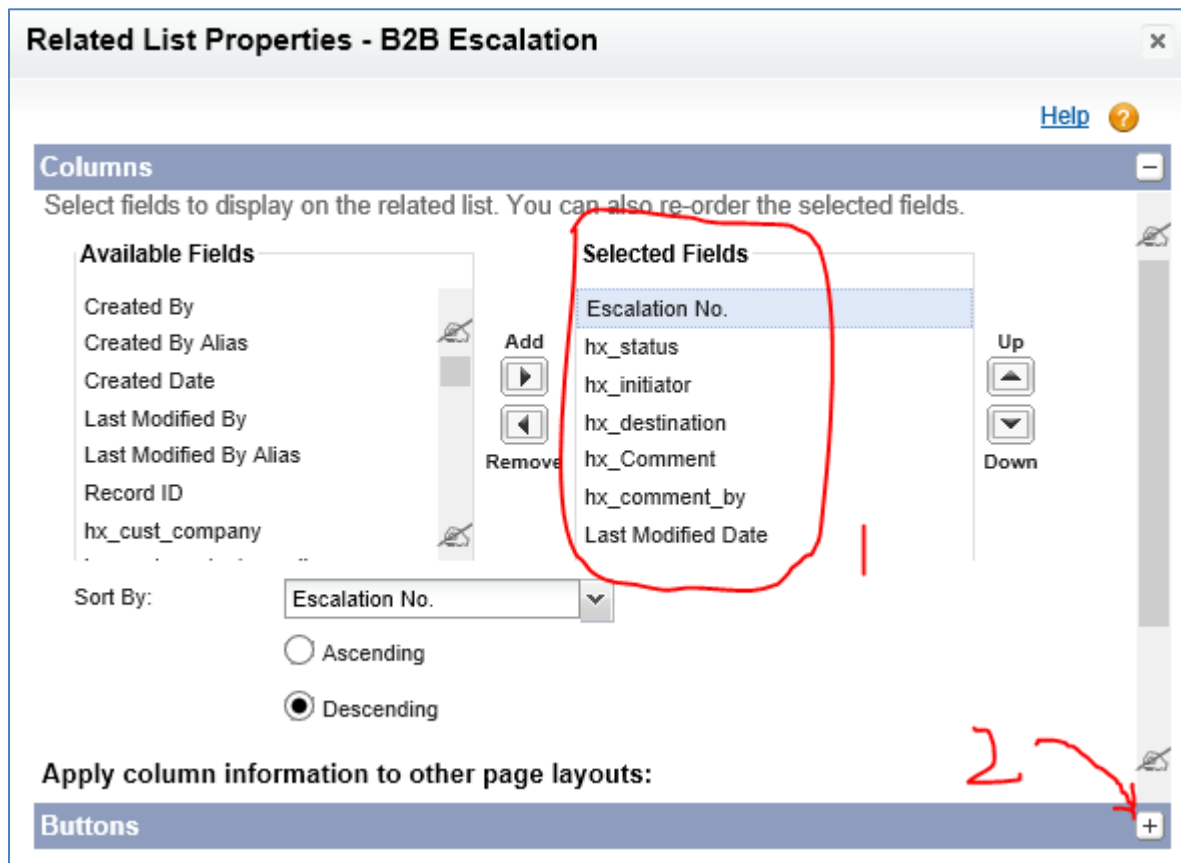 Related List Properties - B2B Escalation
Help ?
Columns
Select fields to display on the related list. You can also re-order the selected fields.
Available Fields
Created By
Created By Alias
Created Date
Last Modified By
Last Modified By Alias
Record ID
hx_cust_company
Add
Remove
Selected Fields
Escalation No.
hx_status
hx_initiator
hx_destination
hx_Comment
hx_comment_by
Last Modified Date
Up
Down
1
Sort By: Escalation No.
Ascending
Descending
2
Apply column information to other page layouts:
Buttons